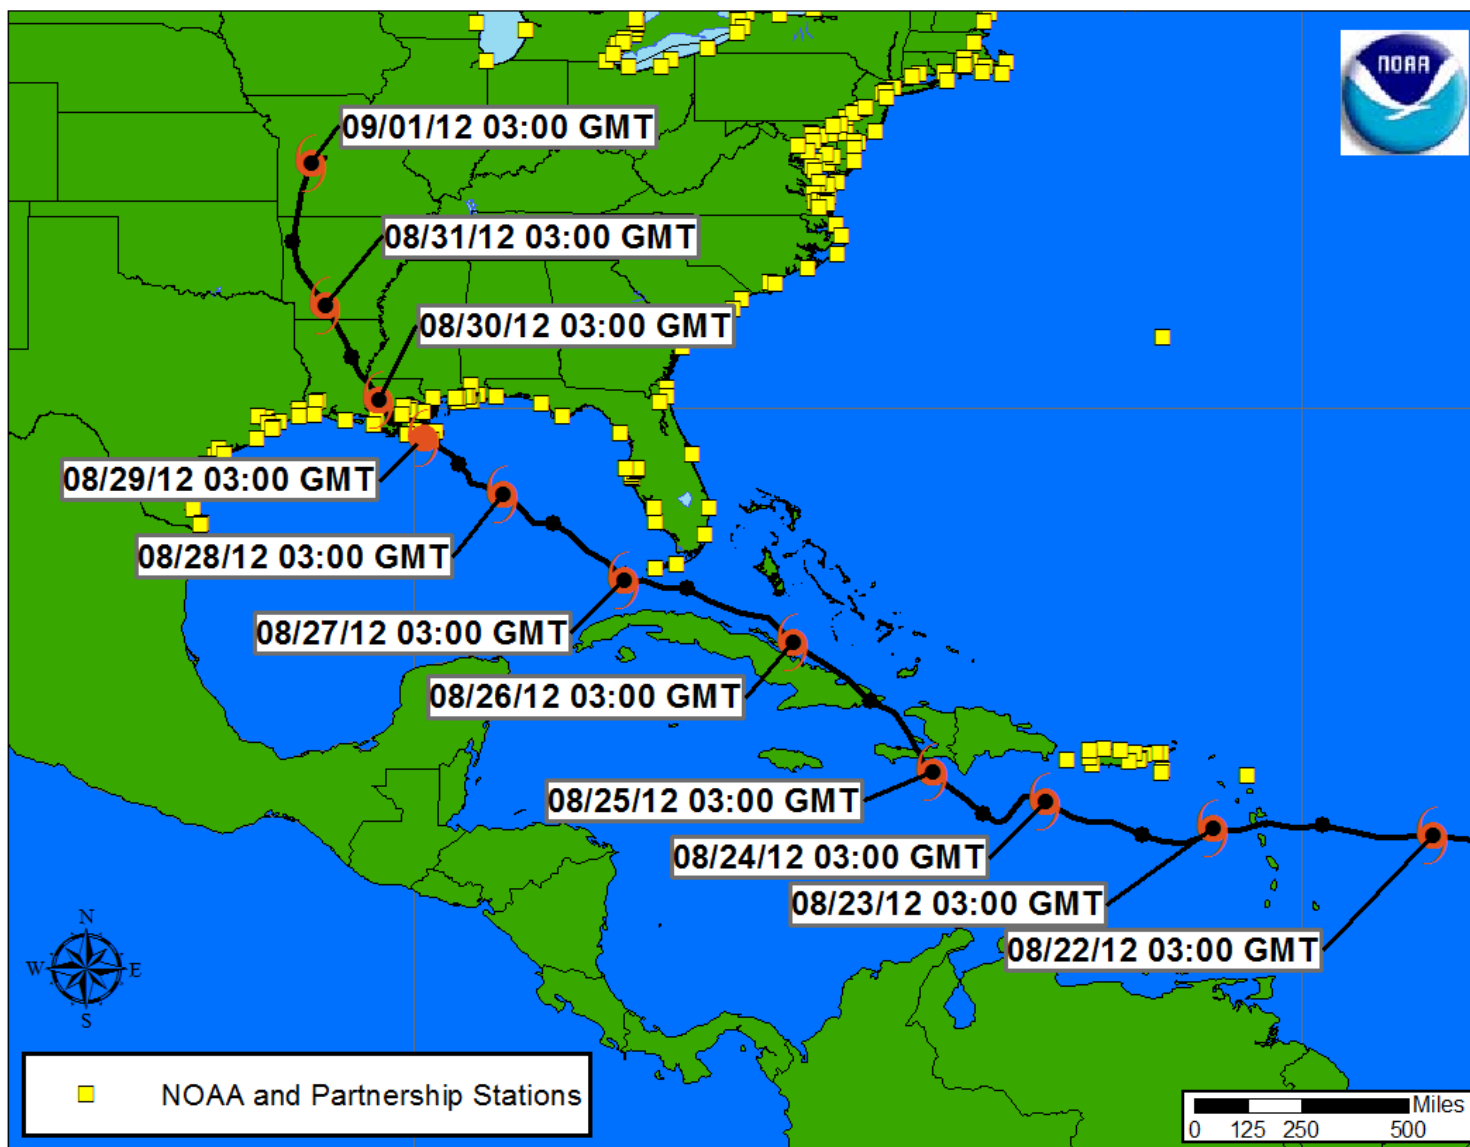 NOAA
09/01/12 03:00 GMT
08/31/12 03:00 GMT
08/30/12 03:00 GMT
08/29/12 03:00 GMT
08/28/12 03:00 GMT
08/27/12 03:00 GMT
08/26/12 03:00 GMT
08/25/12 03:00 GMT
08/24/12 03:00 GMT
08/23/12 03:00 GMT
08/22/12 03:00 GMT
N
W E
S
NOAA and Partnership Stations
Miles
0 125 250 500